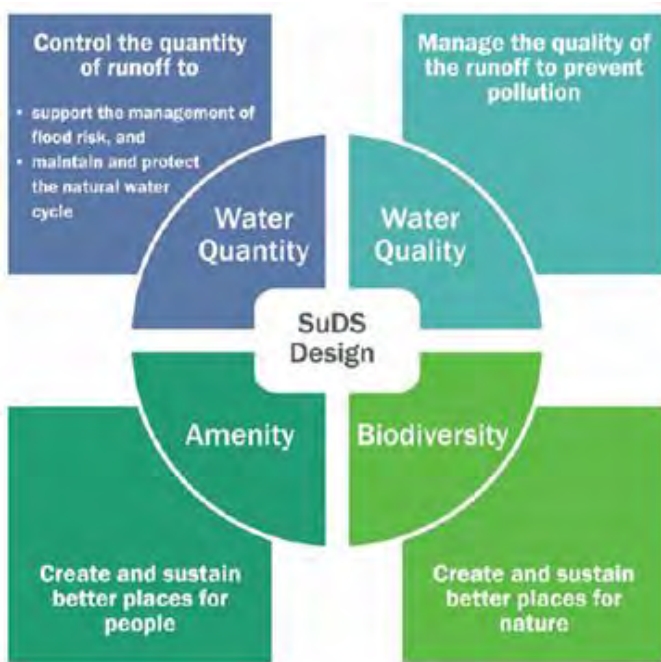 Control the quantity
of runoff to
• support the management of
flood risk, and
• maintain and protect
the natural water
cycle
Manage the quality of
the runoff to prevent
pollution
Water
Quantity
Water
Quality
SuDS
Design
Amenity
Biodiversity
Create and sustain
better places for
people
Create and sustain
better places for
nature